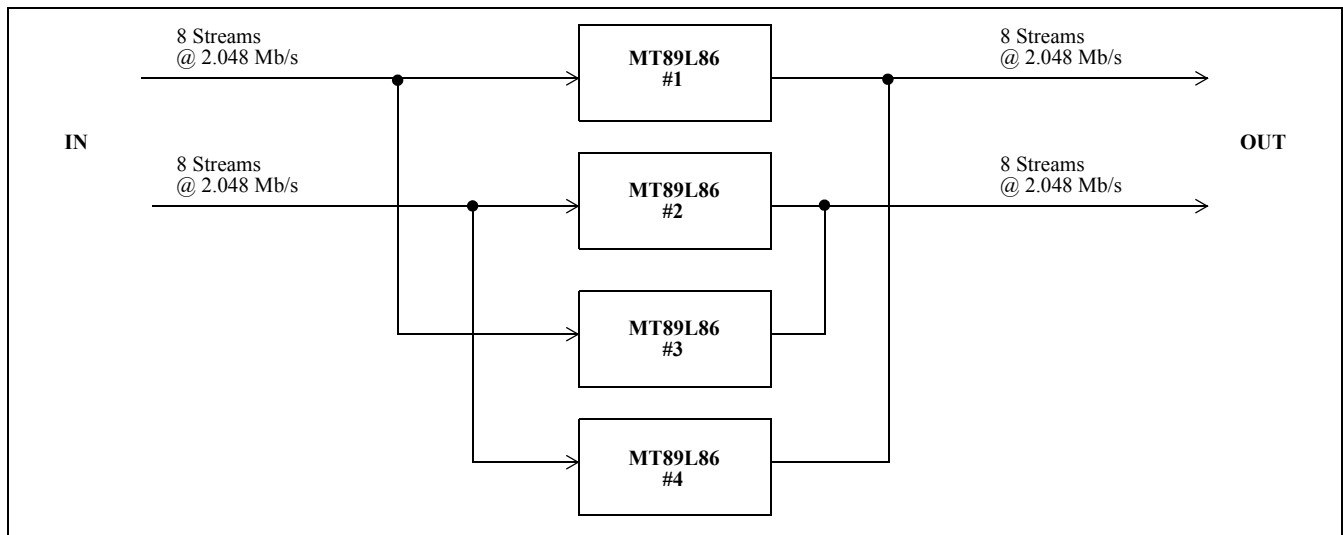 8 Streams
@ 2.048 Mb/s
MT89L86
#1
8 Streams
@ 2.048 Mb/s
IN
OUT
8 Streams
@ 2.048 Mb/s
MT89L86
#2
8 Streams
@ 2.048 Mb/s
MT89L86
#3
MT89L86
#4